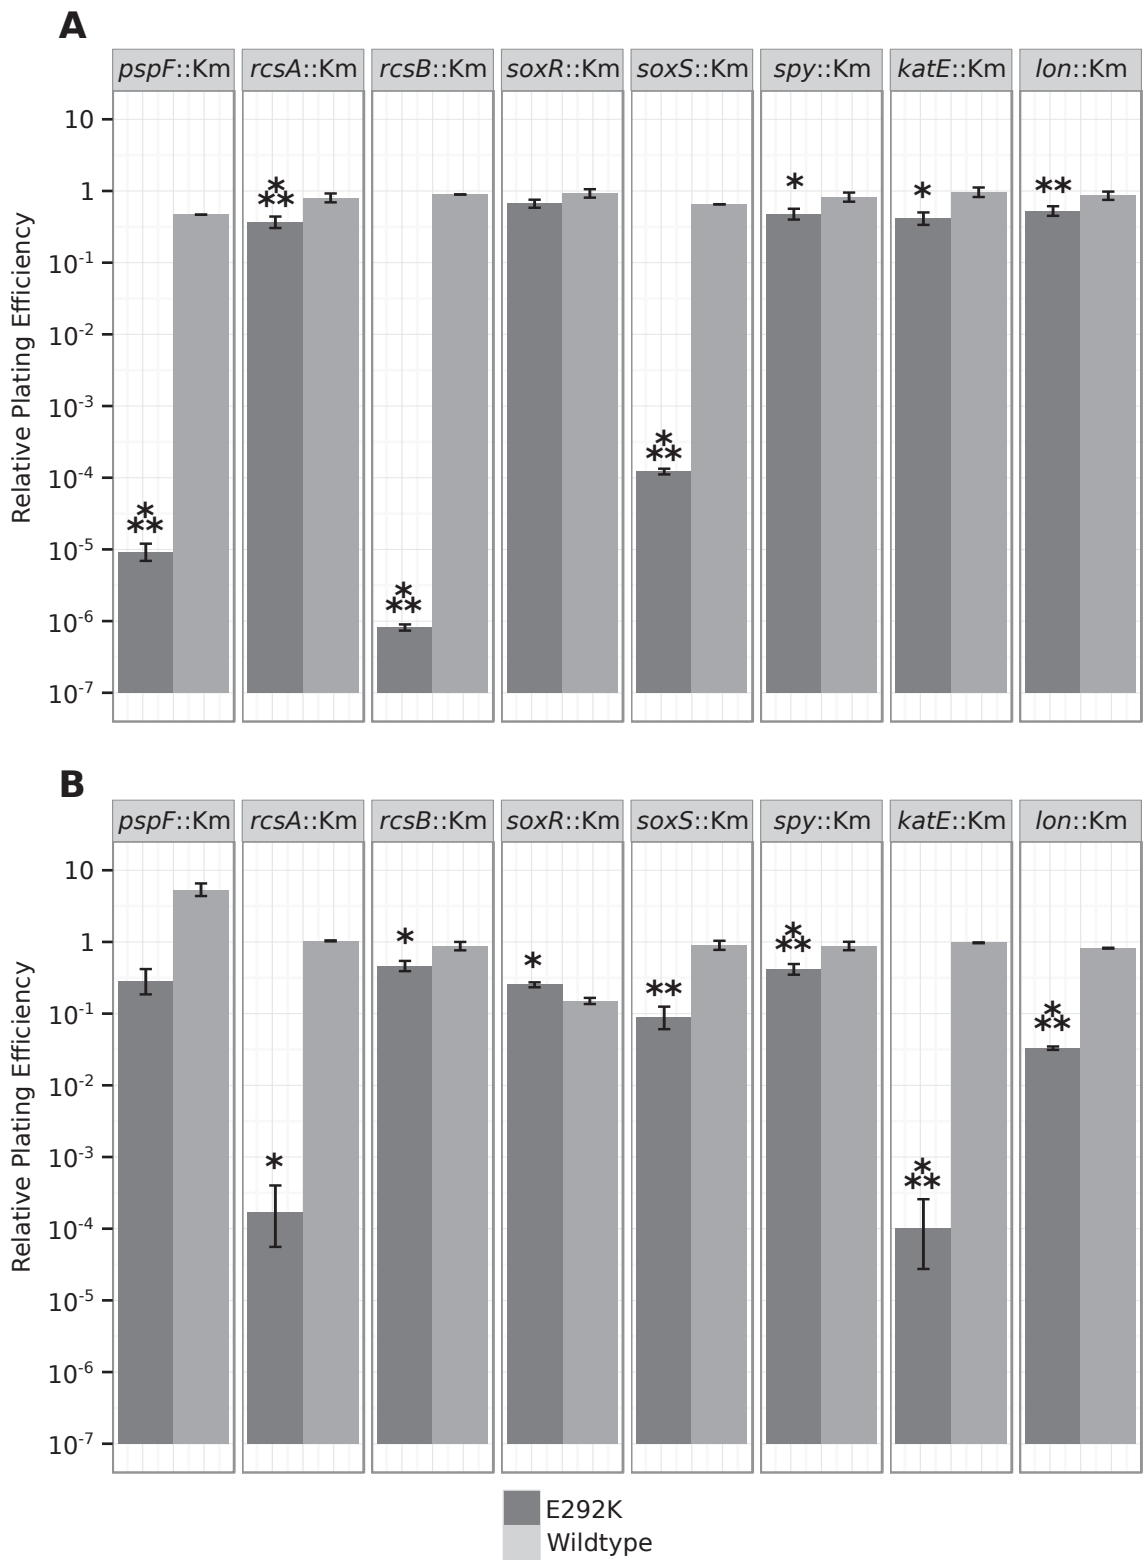 A
pspF::Km rcsA::Km rcsB::Km soxR::Km soxS::Km spy::Km katE::Km lon::Km
Relative Plating Efficiency
10
1
10-1
10-2
10-3
10-4
10-5
10-6
10-7
*
** *
** *
** *
** * * **
B
pspF::Km rcsA::Km rcsB::Km soxR::Km soxS::Km spy::Km katE::Km lon::Km
Relative Plating Efficiency
10
1
10-1
10-2
10-3
10-4
10-5
10-6
10-7
* * * ** *
** *
** *
**
E292K
Wildtype